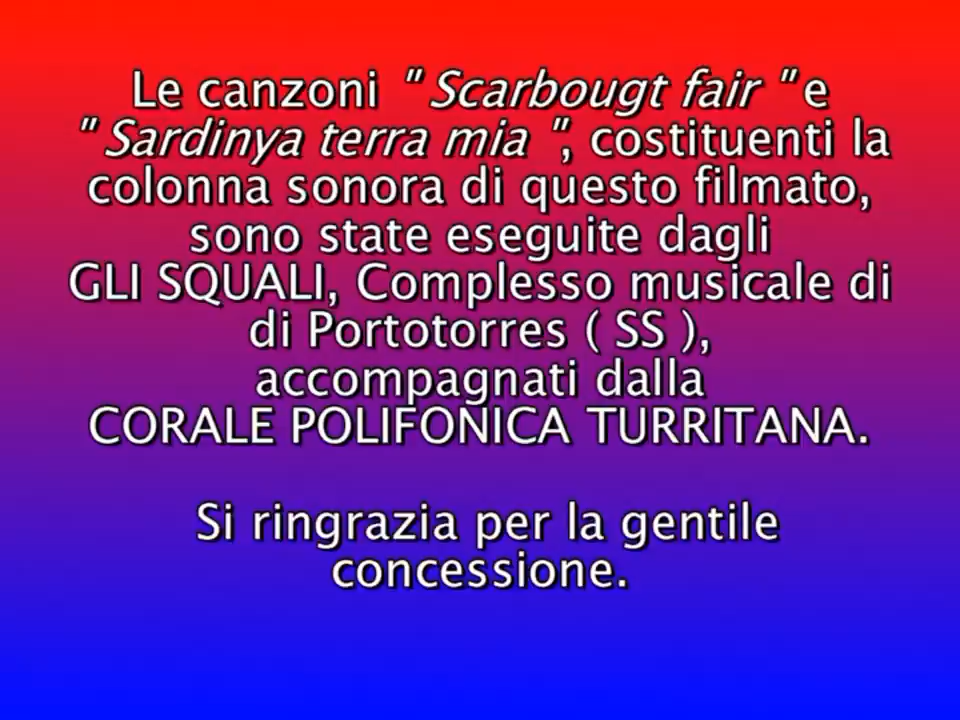 Le canzoni " Scarbougt fair " e
" Sardinya terra mia ", costituenti la
colonna sonora di questo filmato,
sono state eseguite dagli
GLI SQUALI, Complesso musicale di
di Portotorres ( SS ),
accompagnati dalla
CORALE POLIFONICA TURRITANA.
Si ringrazia per la gentile
concessione.